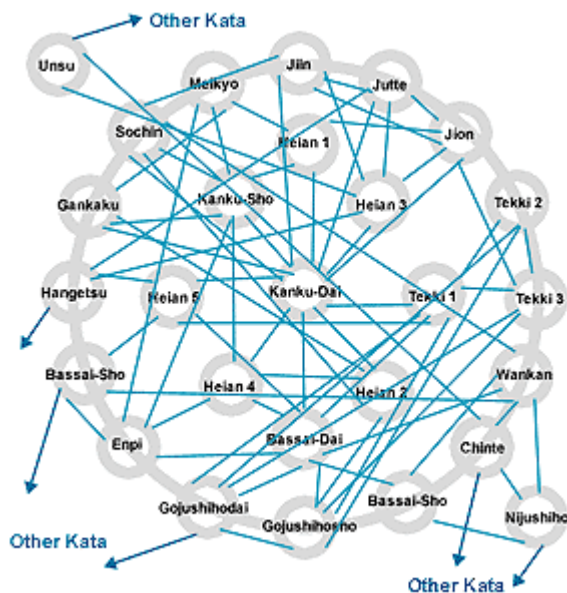 Other Kata
Unsu
Jiin
Meikyo
Jutte
Sochin
Jion
Heian 1
Kanku-Sho
Gankaku
Heian 3
Tekki 2
Hangetsu
Heian 5
Kanku-Dai
Tekki 1
Tekki 3
Bassai-Sho
Heian 4
Heian 2
Wankan
Enpi
Bassai-Dai
Chinte
Gojushihodai
Bassai-Sho
Gojushihosho
Nijushiho
Other Kata
Other Kata